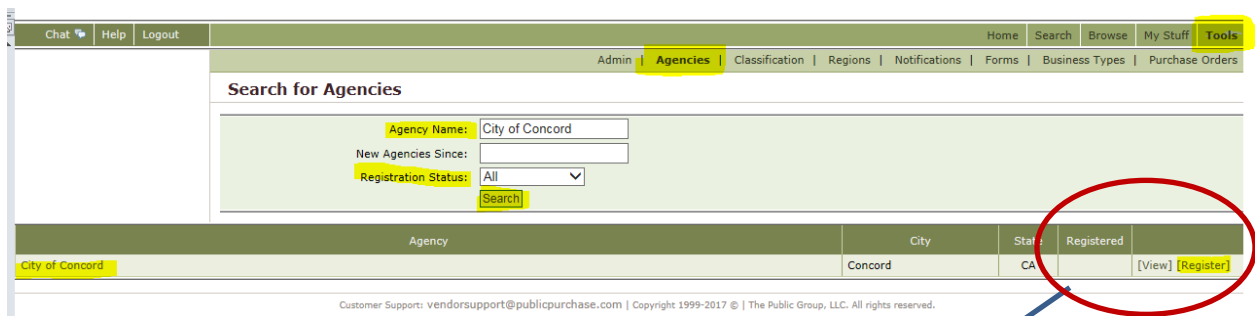 Chat Help Logout Home Search Browse My Stuff Tools
Admin | Agencies | Classification | Regions | Notifications | Forms | Business Types | Purchase Orders
Search for Agencies
Agency Name: City of Concord
New Agencies Since:
Registration Status: All
Search
Agency City State Registered
City of Concord Concord CA [View] [Register]
Customer Support: vendorsupport@publicpurchase.com | Copyright 1999-2017 © | The Public Group, LLC. All rights reserved.